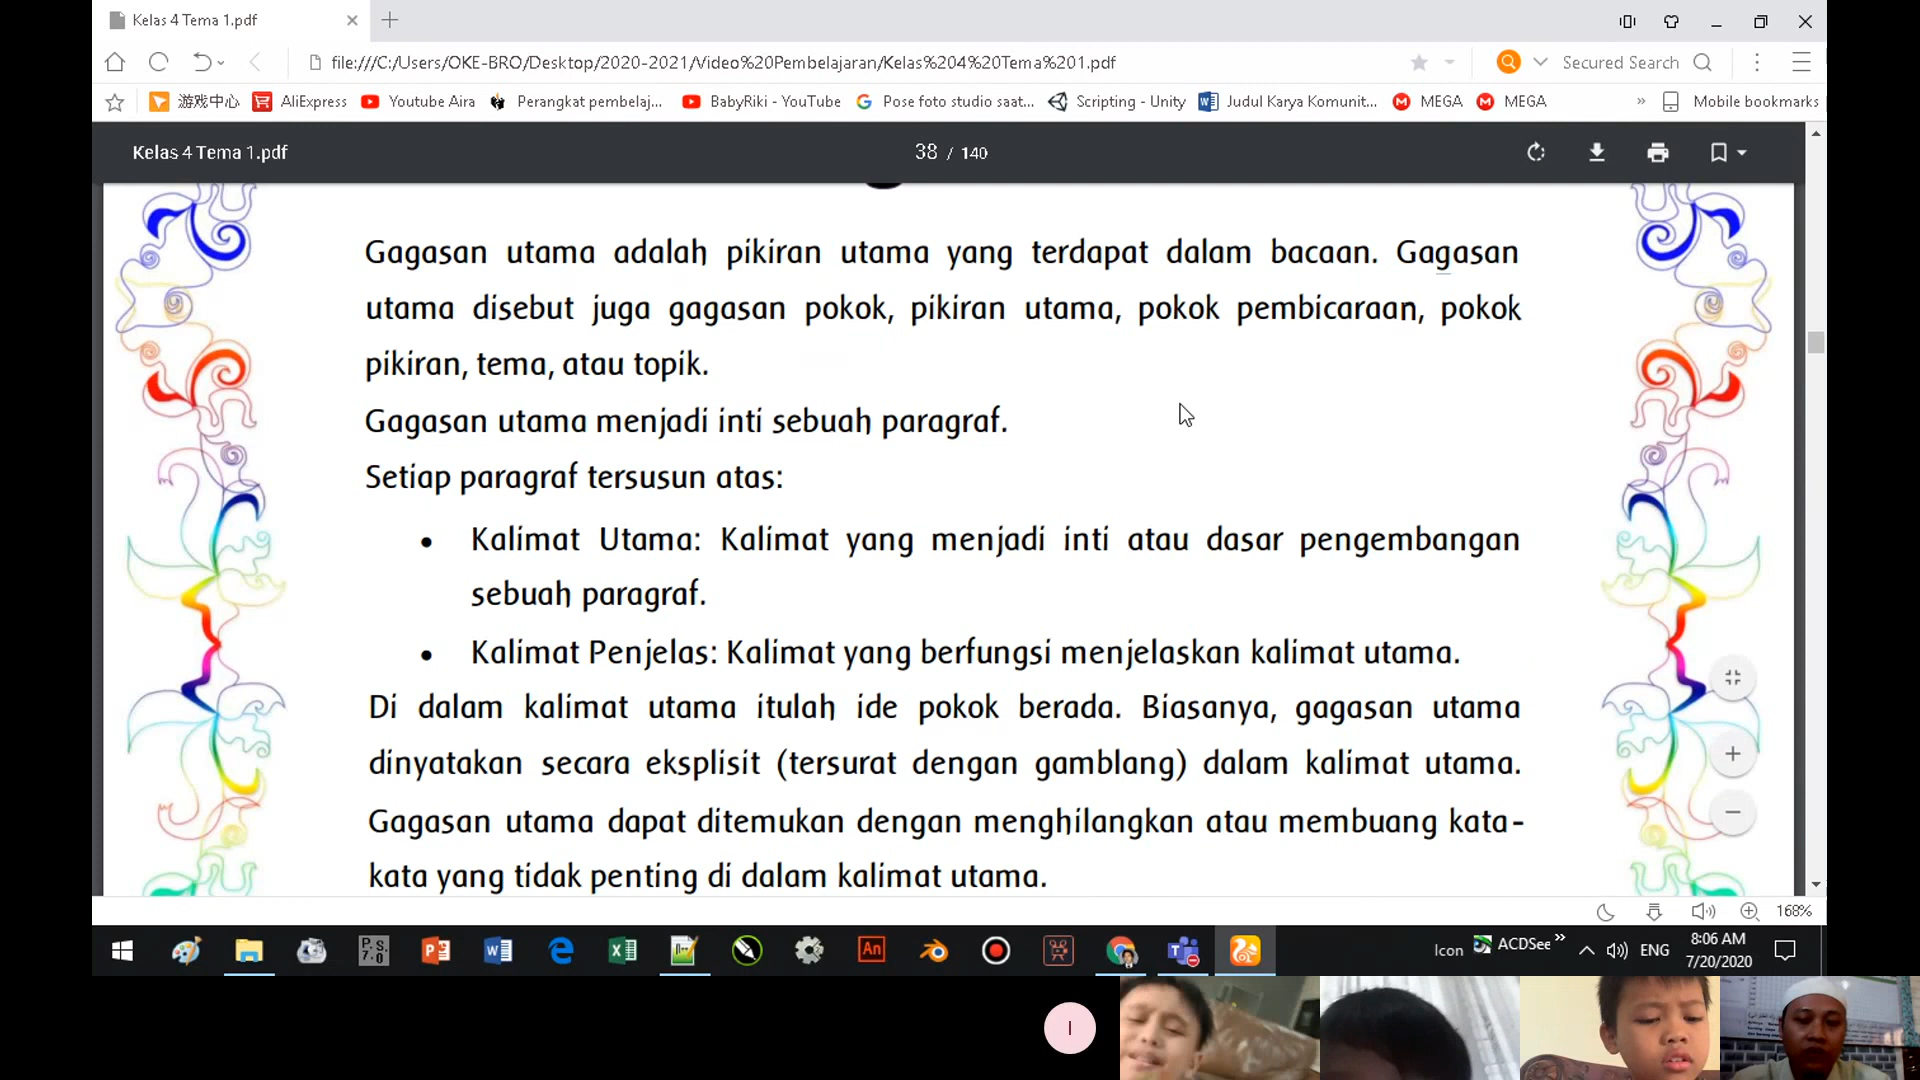 Kelas 4 Tema 1.pdf
file:///C:/Users/OKE-BRO/Desktop/2020-2021/Video%20Pembelajaran/Kelas%204%20Tema%201.pdf
Secured Search
游戏中心 AliExpress Youtube Aira Perangkat pembelaj... BabyRiki - YouTube Pose foto studio saat... Scripting - Unity Judul Karya Komunit... MEGA MEGA » Mobile bookmarks
Kelas 4 Tema 1.pdf 38 / 140
Gagasan utama adalah pikiran utama yang terdapat dalam bacaan. Gagasan
utama disebut juga gagasan pokok, pikiran utama, pokok pembicaraan, pokok
pikiran, tema, atau topik.
Gagasan utama menjadi inti sebuah paragraf.
Setiap paragraf tersusun atas:
• Kalimat Utama: Kalimat yang menjadi inti atau dasar pengembangan
sebuah paragraf.
• Kalimat Penjelas: Kalimat yang berfungsi menjelaskan kalimat utama.
Di dalam kalimat utama itulah ide pokok berada. Biasanya, gagasan utama
dinyatakan secara eksplisit (tersurat dengan gamblang) dalam kalimat utama.
Gagasan utama dapat ditemukan dengan menghilangkan atau membuang kata-
kata yang tidak penting di dalam kalimat utama.
168%
Icon ACDSee » ENG 8:06 AM
7/20/2020
I